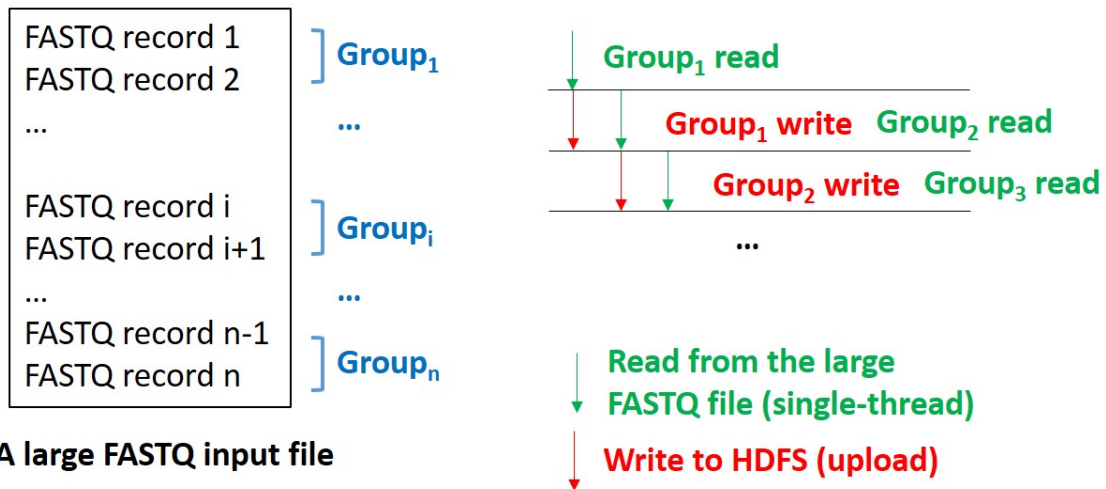 FASTQ record 1
FASTQ record 2
...
FASTQ record i
FASTQ record i+1
...
FASTQ record n-1
FASTQ record n
A large FASTQ input file
Group₁
...
Groupᵢ
...
Groupₙ
Group₁ read
Group₁ write Group₂ read
Group₂ write Group₃ read
...
Read from the large
FASTQ file (single-thread)
Write to HDFS (upload)